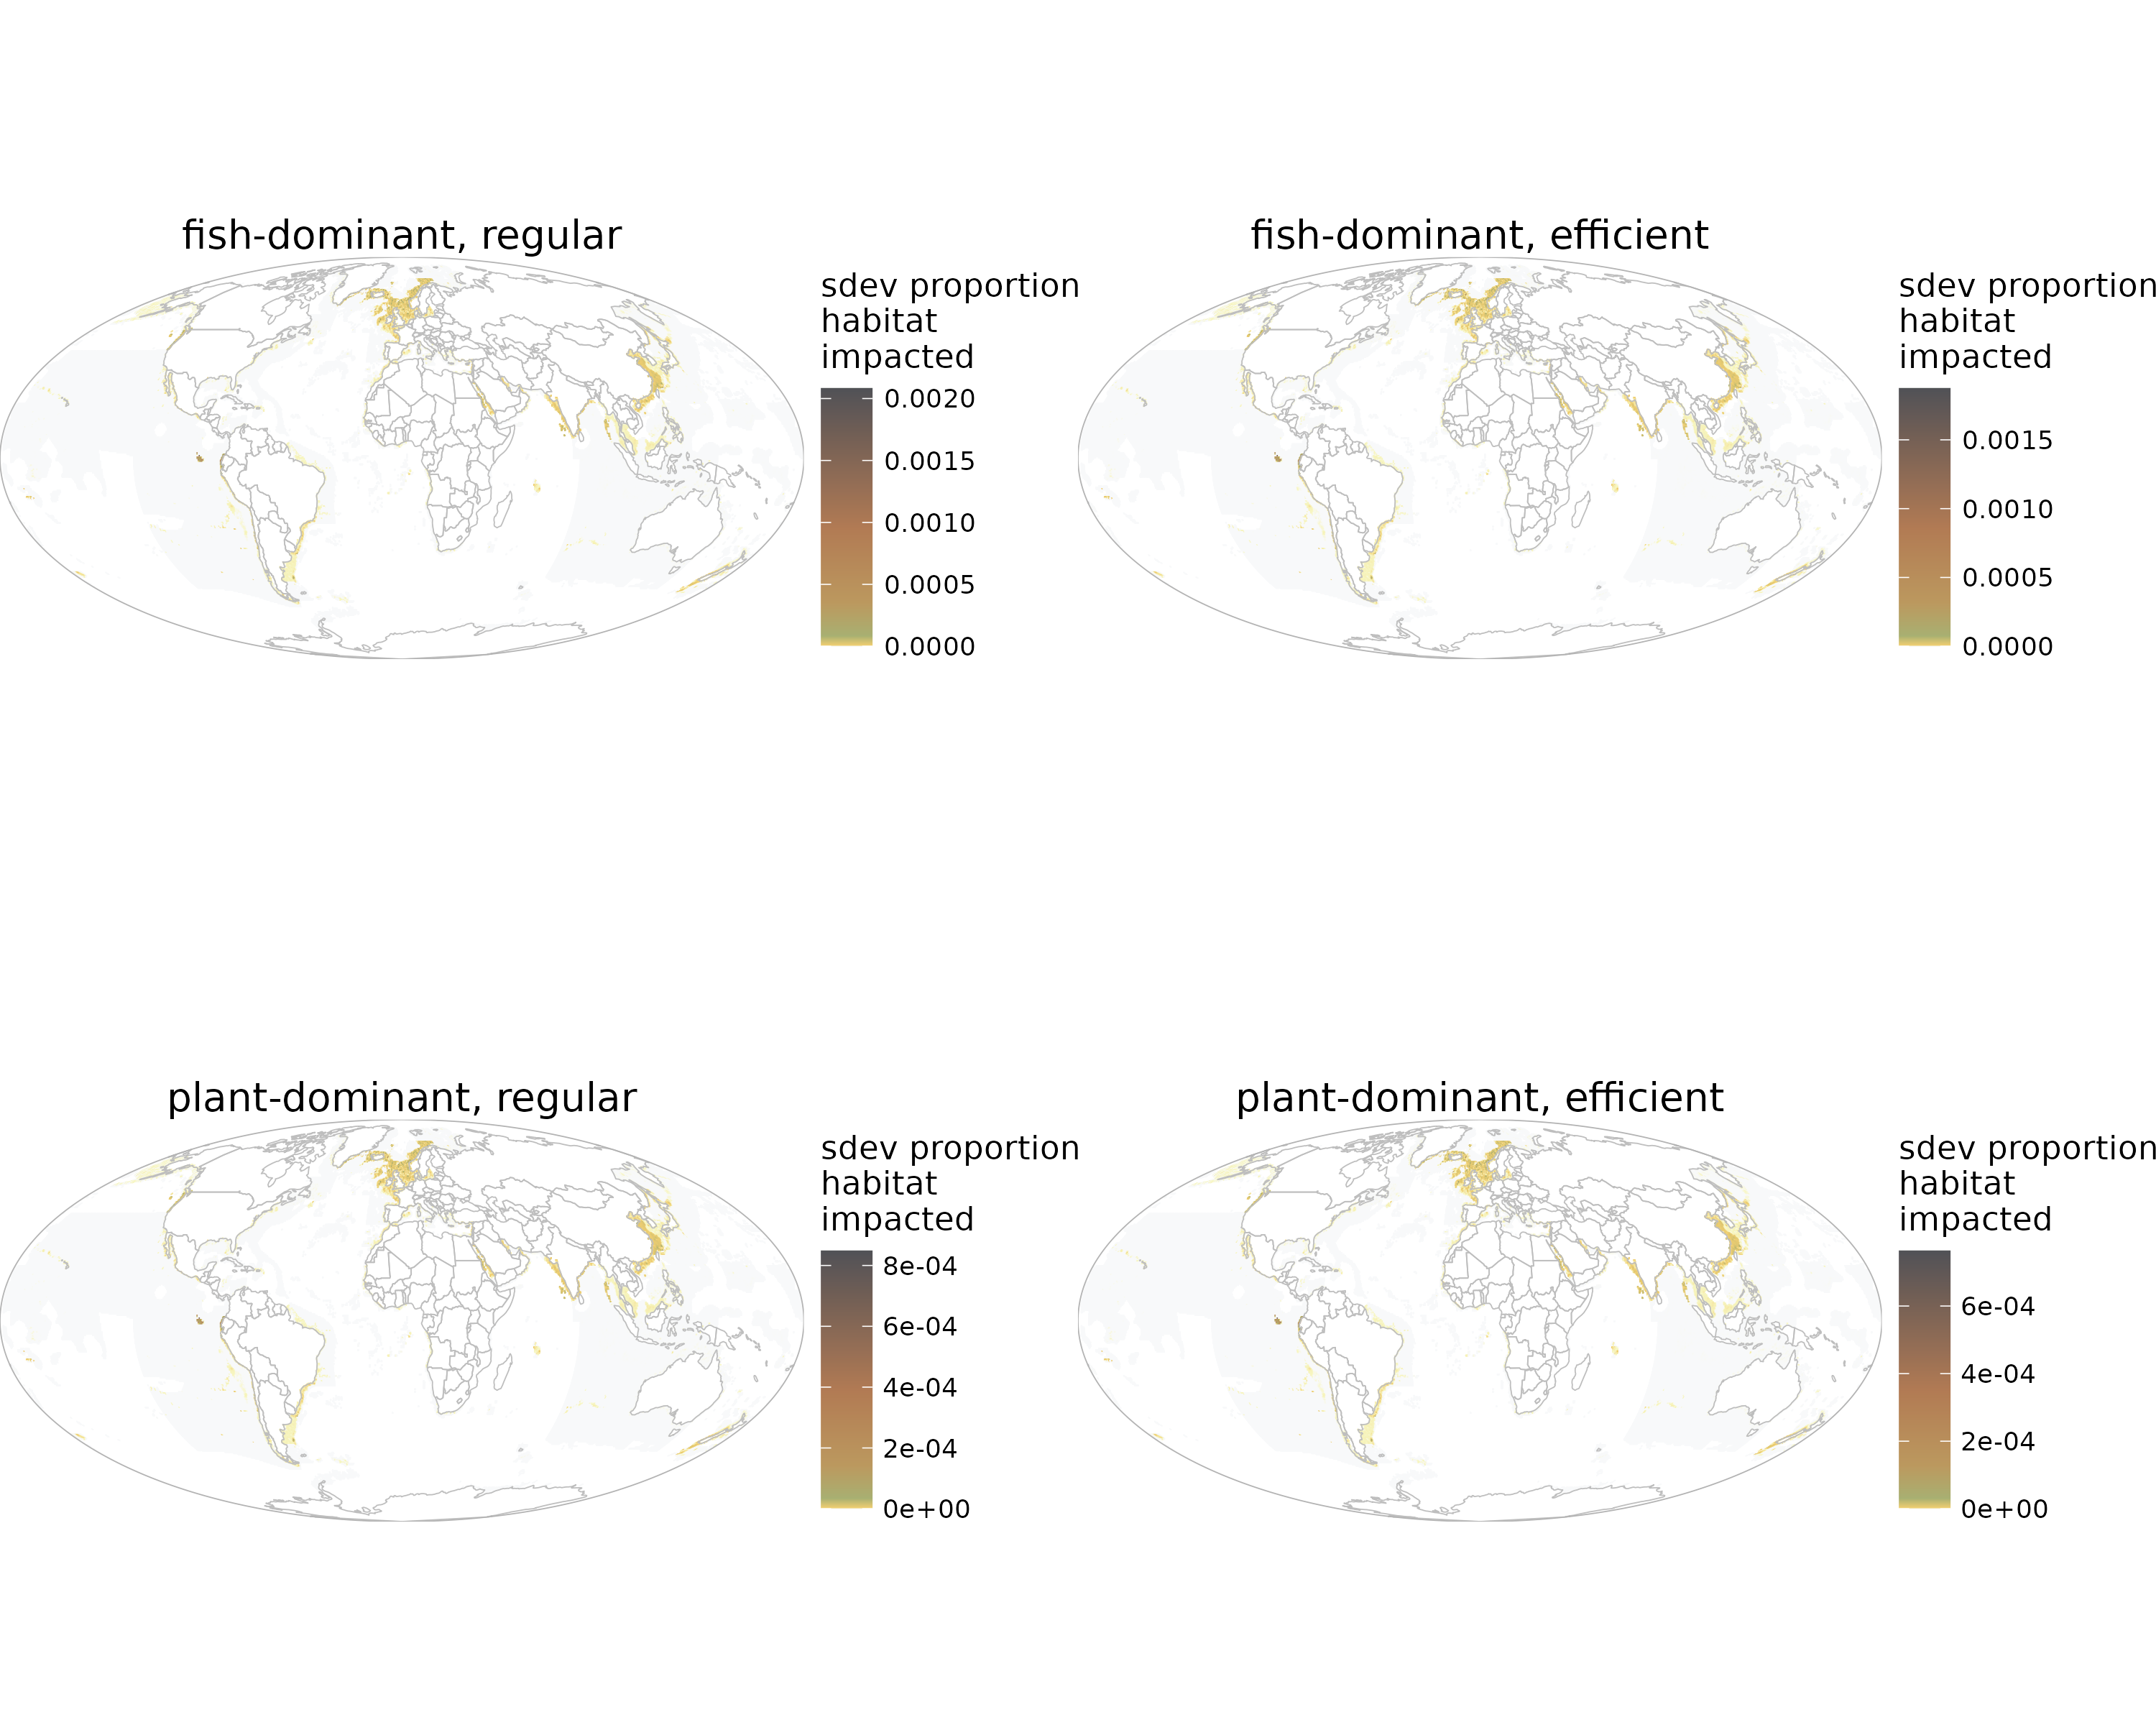 fish-dominant, regular
sdev proportion
habitat
impacted
0.0020
0.0015
0.0010
0.0005
0.0000
fish-dominant, efficient
sdev proportion
habitat
impacted
0.0015
0.0010
0.0005
0.0000
plant-dominant, regular
sdev proportion
habitat
impacted
8e-04
6e-04
4e-04
2e-04
0e+00
plant-dominant, efficient
sdev proportion
habitat
impacted
6e-04
4e-04
2e-04
0e+00